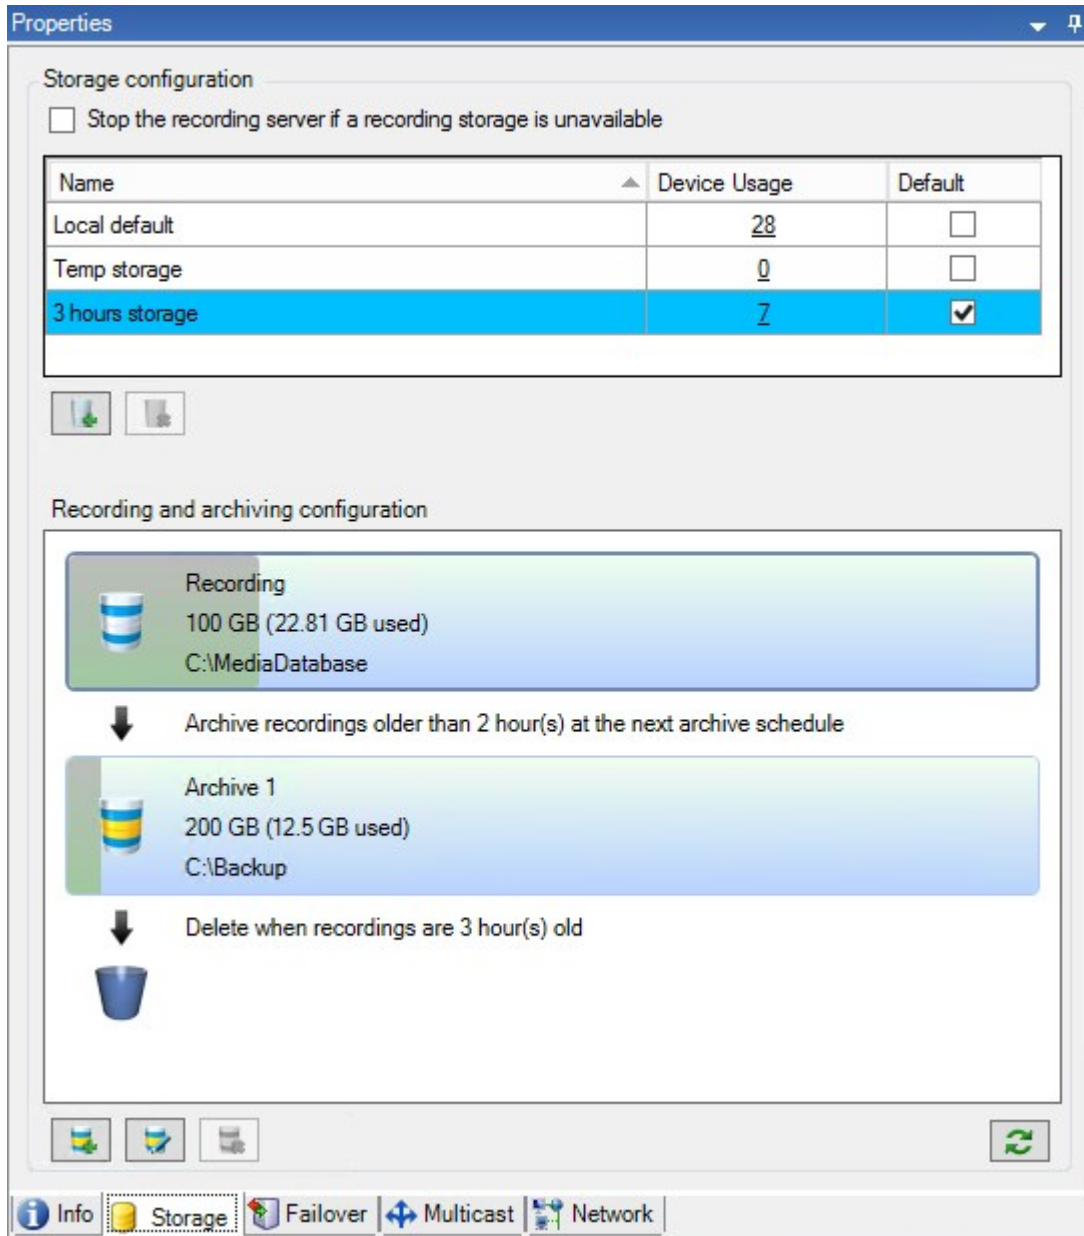 Properties
Storage configuration
Stop the recording server if a recording storage is unavailable
Name Device Usage Default
Local default 28
Temp storage 0
3 hours storage 7
Recording and archiving configuration
Recording
100 GB (22.81 GB used)
C:\MediaDatabase
Archive recordings older than 2 hour(s) at the next archive schedule
Archive 1
200 GB (12.5 GB used)
C:\Backup
Delete when recordings are 3 hour(s) old
Info Storage Failover Multicast Network